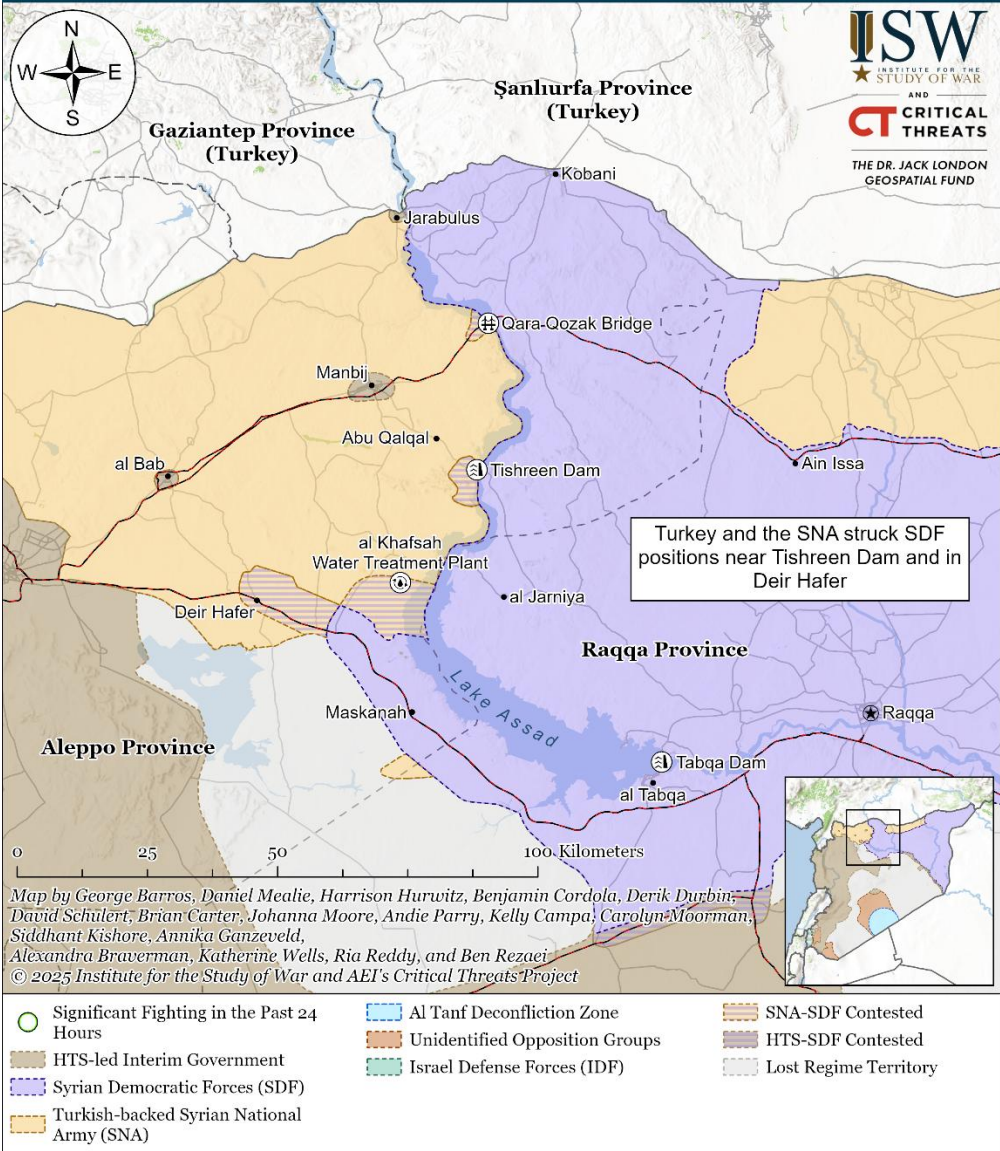 N
W E
S
ISW
INSTITUTE FOR THE
STUDY OF WAR
AND
CT CRITICAL
THREATS
THE DR. JACK LONDON
GEOSPATIAL FUND
Şanlıurfa Province
(Turkey)
Gaziantep Province
(Turkey)
Kobani
Jarabulus
Qara-Qozak Bridge
Manbij
Abu Qalqal
al Bab
Tishreen Dam
Ain Issa
Turkey and the SNA struck SDF
positions near Tishreen Dam and in
Deir Hafer
al Khafsah
Water Treatment Plant
Deir Hafer
al Jarniya
Raqqa Province
Lake Assad
Maskanah
Raqqa
Aleppo Province
Tabqa Dam
al Tabqa
0 25 50 100 Kilometers
Map by George Barros, Daniel Mealie, Harrison Hurwitz, Benjamin Cordola, Derik Durbin,
David Schulert, Brian Carter, Johanna Moore, Andie Parry, Kelly Campa, Carolyn Moorman,
Siddhant Kishore, Annika Ganzeveld,
Alexandra Braverman, Katherine Wells, Ria Reddy, and Ben Rezaei
© 2025 Institute for the Study of War and AEI's Critical Threats Project
Significant Fighting in the Past 24
Hours
HTS-led Interim Government
Syrian Democratic Forces (SDF)
Turkish-backed Syrian National
Army (SNA)
Al Tanf Deconfliction Zone
Unidentified Opposition Groups
Israel Defense Forces (IDF)
SNA-SDF Contested
HTS-SDF Contested
Lost Regime Territory